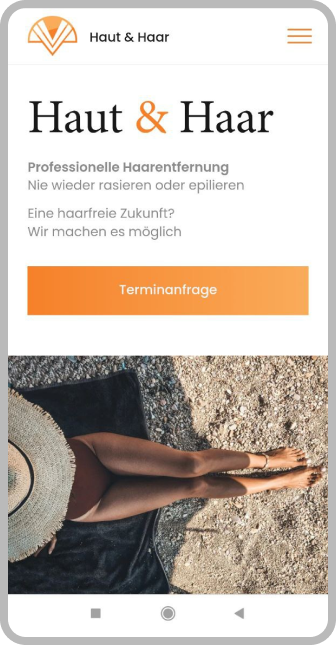 Haut & Haar
Haut & Haar
Professionelle Haarentfernung
Nie wieder rasieren oder epilieren
Eine haarfreie Zukunft?
Wir machen es möglich
Terminanfrage